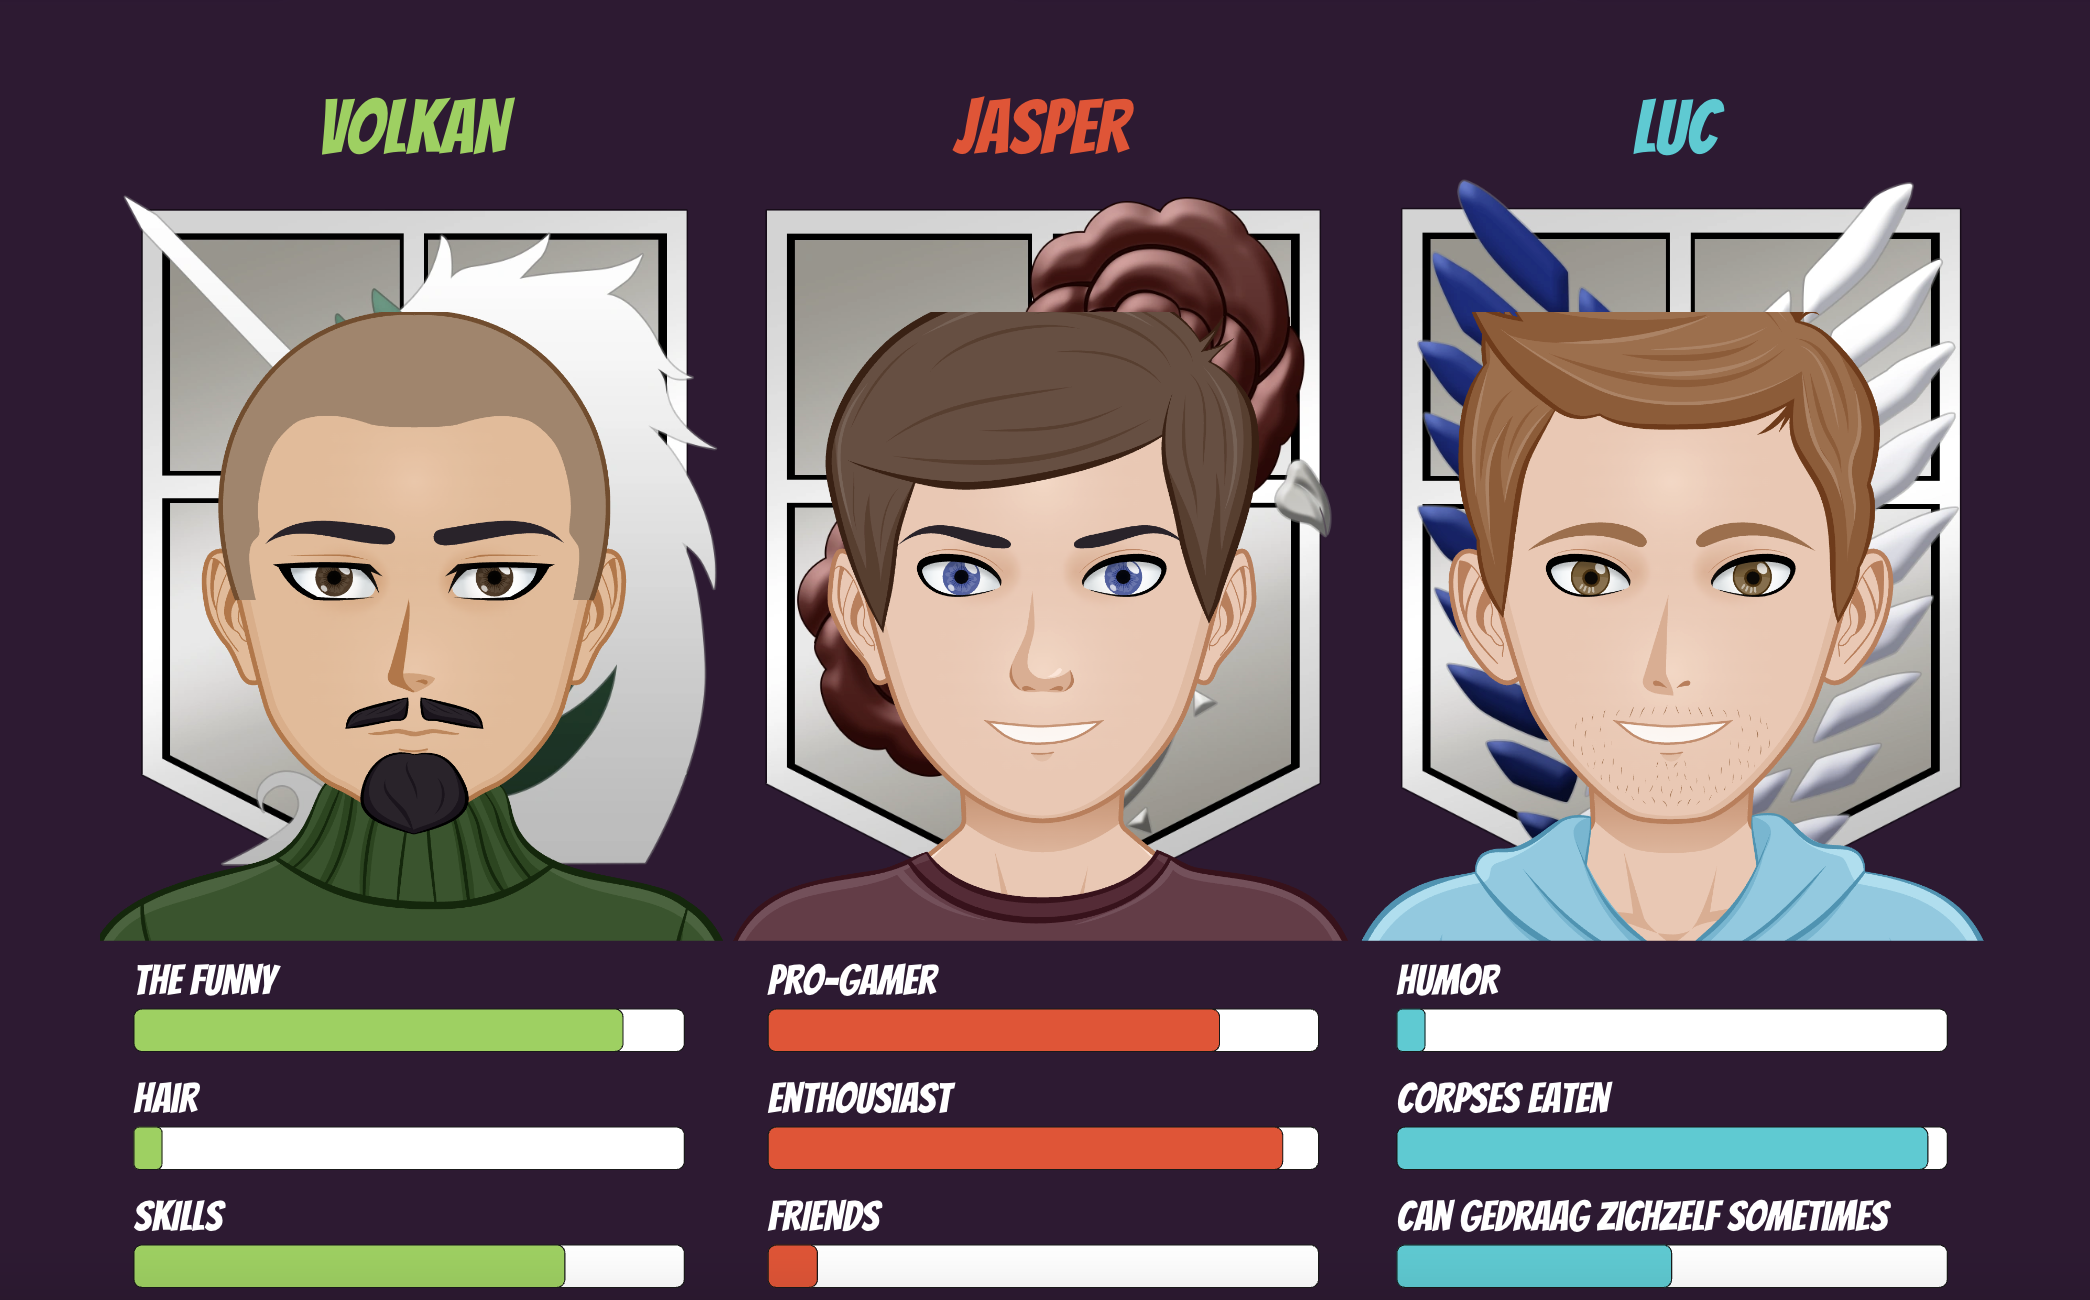 VOLKAN
JASPER
LUC
THE FUNNY
PRO-GAMER
HUMOR
HAIR
ENTHOUSIAST
CORPSES EATEN
SKILLS
FRIENDS
CAN GEDRAAG ZICHZELF SOMETIMES